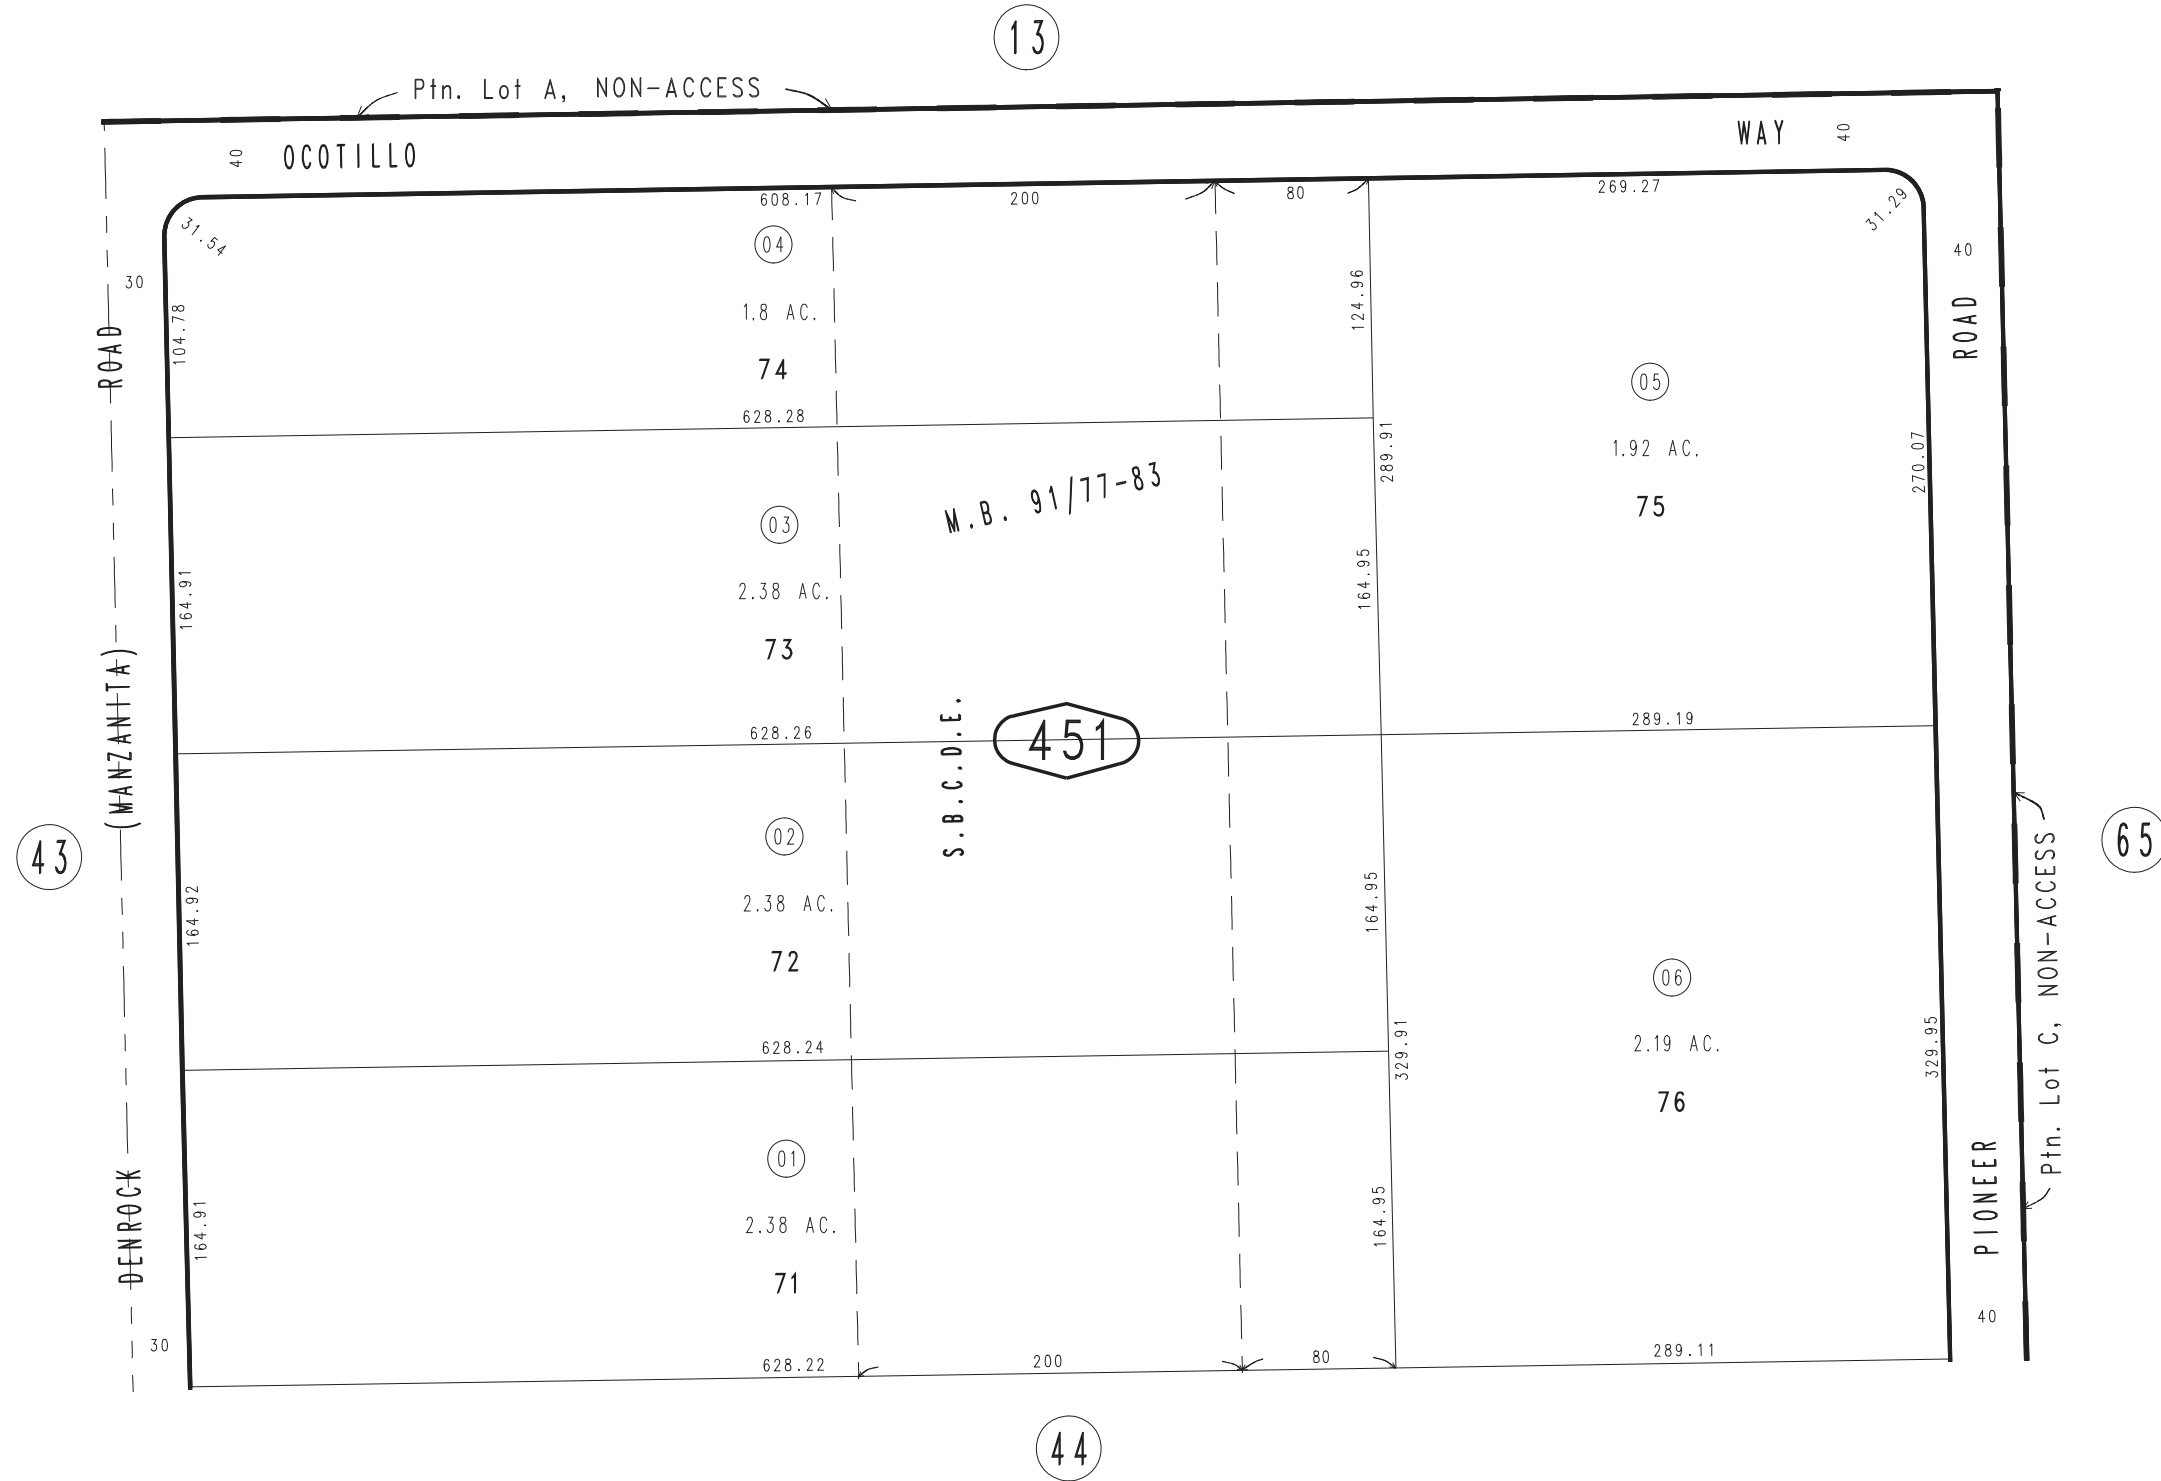 13
Ptn. Lot A, NON-ACCESS
40 OCOTILLO WAY 40
608.17 200 80 269.27
31.54
31.29
30
40
ROAD
ROAD
104.78
124.96
04
1.8 AC.
74
628.28
05
1.92 AC.
75
289.91
270.07
M.B. 91/77-83
03
2.38 AC.
73
164.91
164.95
628.26
289.19
(MANZANITA)
S.B.C.D.E.
451
43
65
02
2.38 AC.
72
164.92
164.95
628.24
06
2.19 AC.
76
329.91
329.95
Ptn. Lot C, NON-ACCESS
01
2.38 AC.
71
164.91
164.95
DENROCK
PIONEER
30
40
628.22 200 80 289.11
44